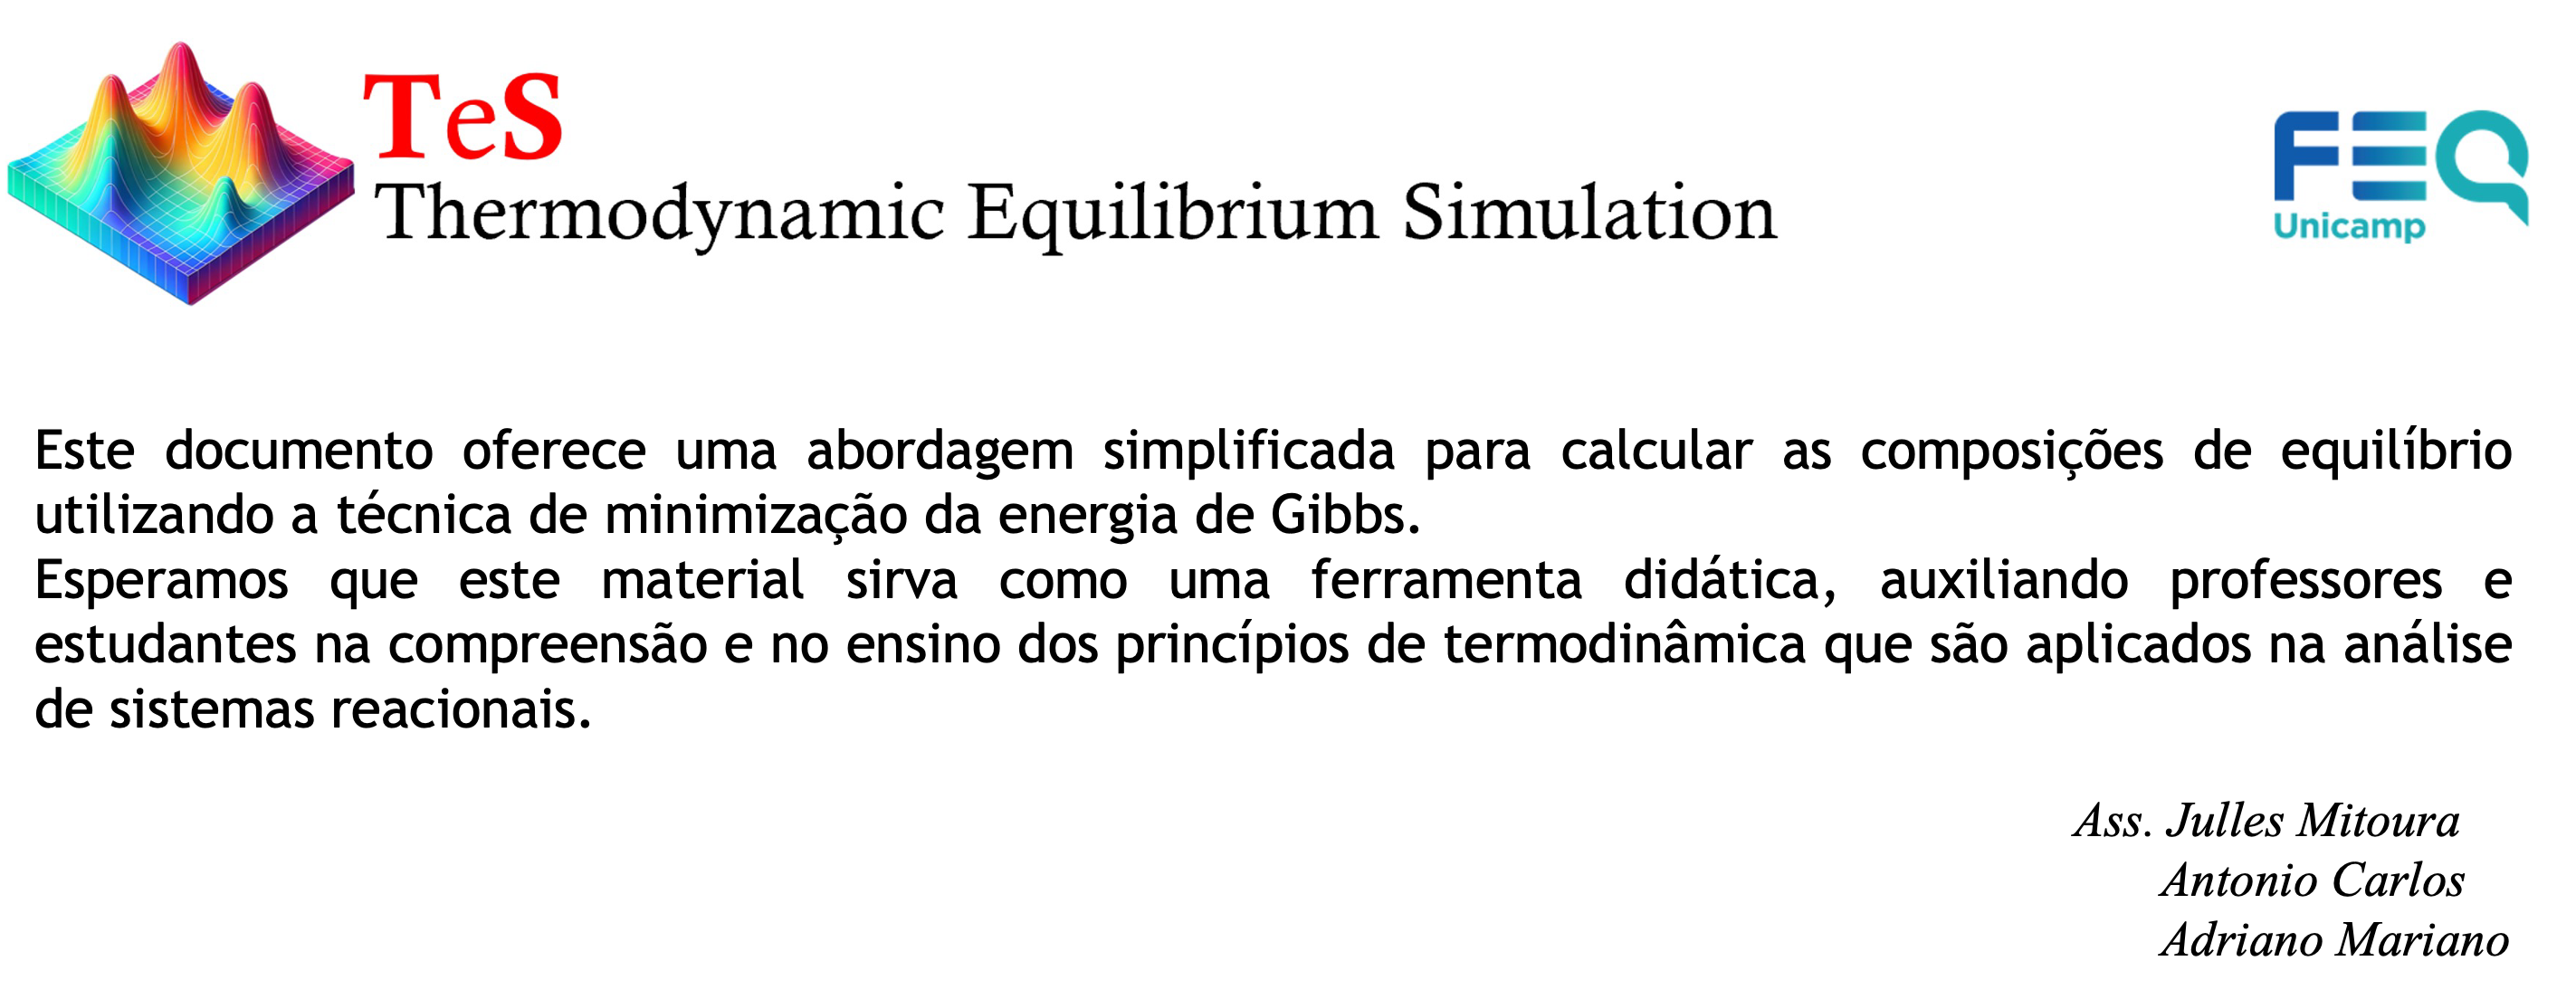 TeS
Thermodynamic Equilibrium Simulation
FEQ
Unicamp
Este documento oferece uma abordagem simplificada para calcular as composições de equilíbrio
utilizando a técnica de minimização da energia de Gibbs.
Esperamos que este material sirva como uma ferramenta didática, auxiliando professores e
estudantes na compreensão e no ensino dos princípios de termodinâmica que são aplicados na análise
de sistemas reacionais.
Ass. Julles Mitoura
Antonio Carlos
Adriano Mariano